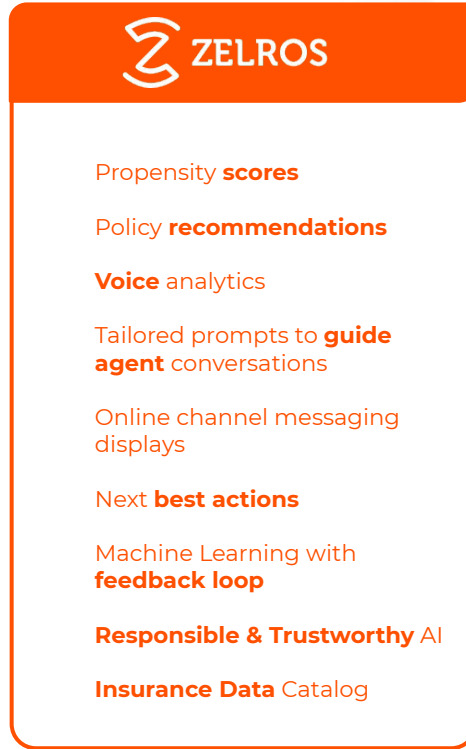 ZELROS
Propensity scores
Policy recommendations
Voice analytics
Tailored prompts to guide
agent conversations
Online channel messaging
displays
Next best actions
Machine Learning with
feedback loop
Responsible & Trustworthy AI
Insurance Data Catalog